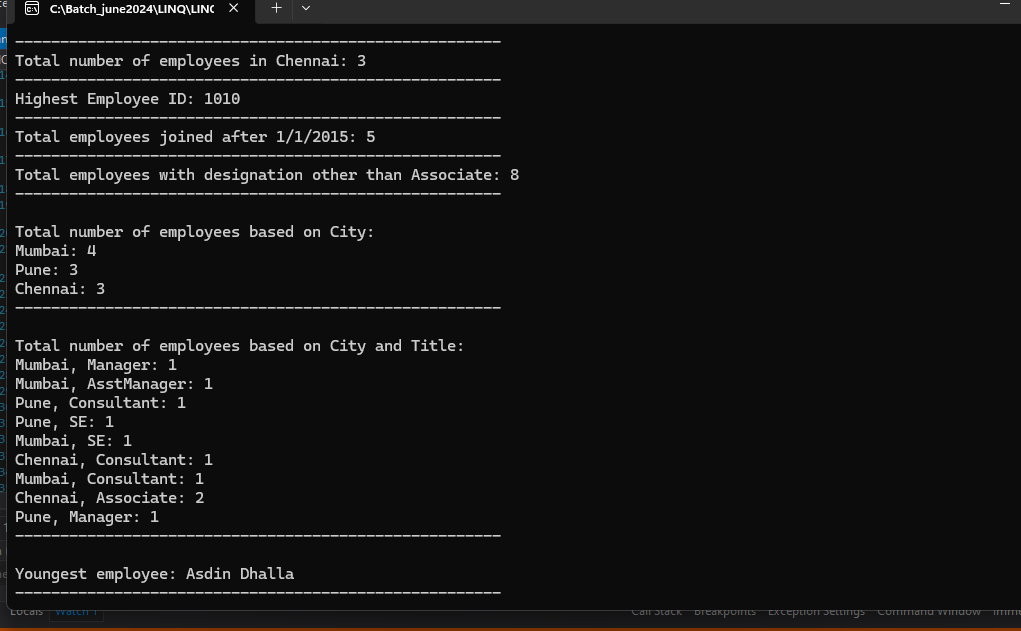 C:\Batch_june2024\LINQ\LINC
------------------------------------------------------
Total number of employees in Chennai: 3
------------------------------------------------------
Highest Employee ID: 1010
------------------------------------------------------
Total employees joined after 1/1/2015: 5
------------------------------------------------------
Total employees with designation other than Associate: 8
------------------------------------------------------
Total number of employees based on City:
Mumbai: 4
Pune: 3
Chennai: 3
------------------------------------------------------
Total number of employees based on City and Title:
Mumbai, Manager: 1
Mumbai, AsstManager: 1
Pune, Consultant: 1
Pune, SE: 1
Mumbai, SE: 1
Chennai, Consultant: 1
Mumbai, Consultant: 1
Chennai, Associate: 2
Pune, Manager: 1
------------------------------------------------------
Youngest employee: Asdin Dhalla
------------------------------------------------------
Locals Watch 1 Call Stack Breakpoints Exception Settings Command Window Imme